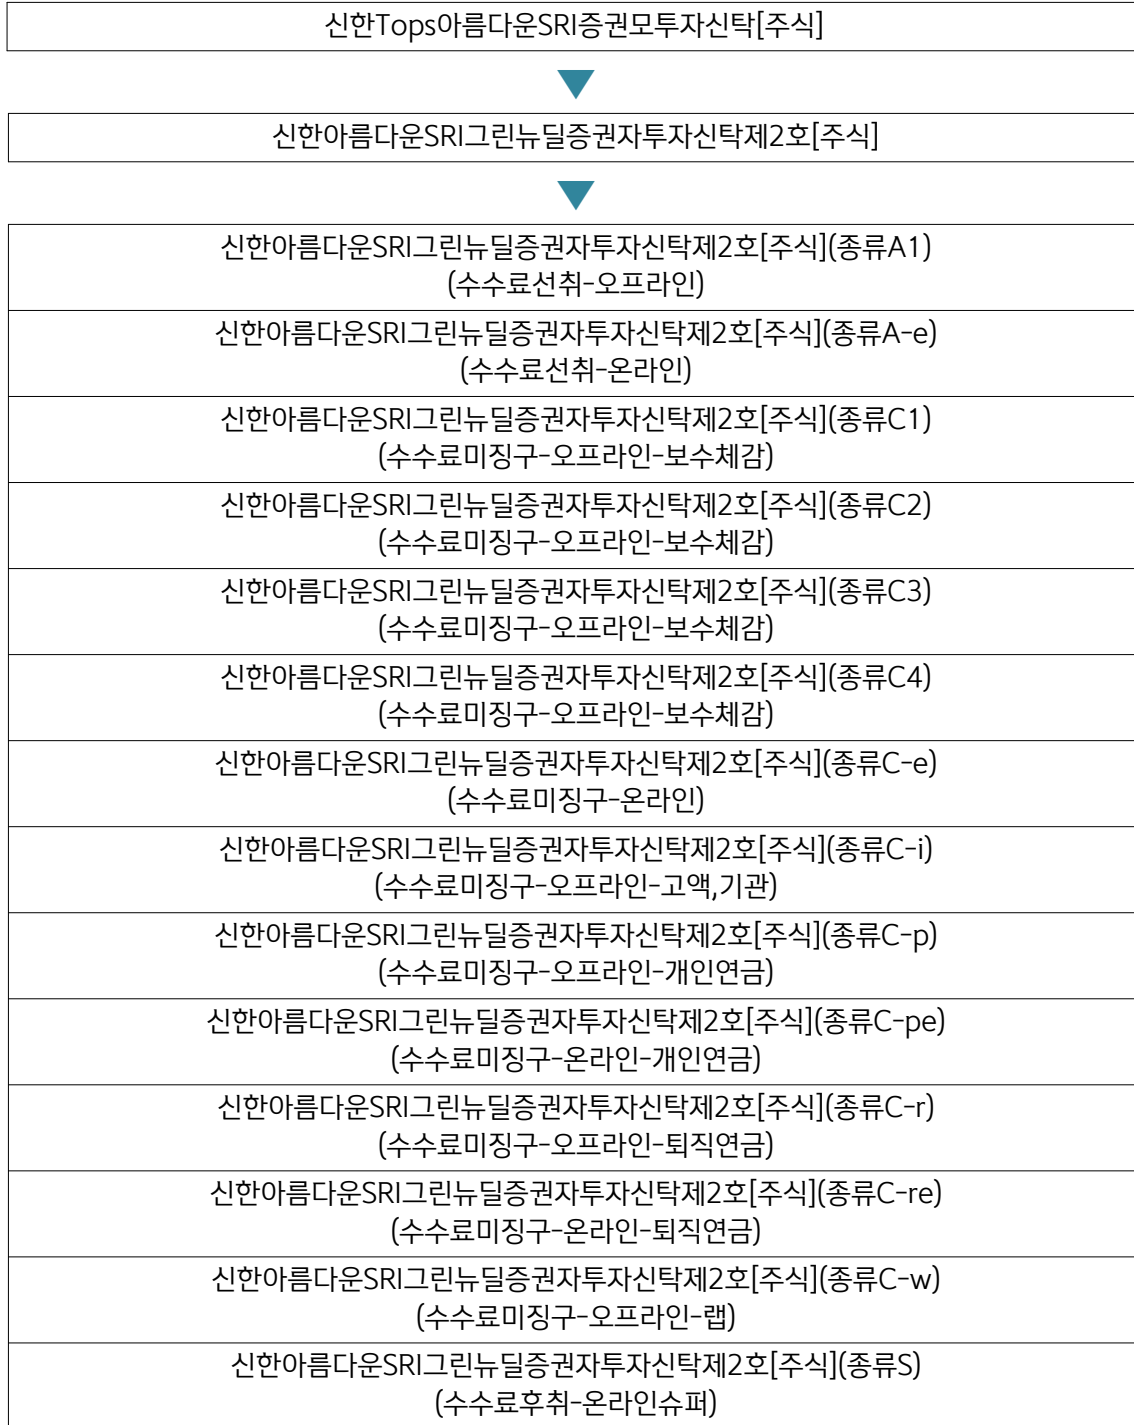 신한Tops아름다운SRI증권모투자신탁[주식]
신한아름다운SRI그린뉴딜증권자투자신탁제2호[주식]
신한아름다운SRI그린뉴딜증권자투자신탁제2호[주식](종류A1)
(수수료선취-오프라인)
신한아름다운SRI그린뉴딜증권자투자신탁제2호[주식](종류A-e)
(수수료선취-온라인)
신한아름다운SRI그린뉴딜증권자투자신탁제2호[주식](종류C1)
(수수료미징구-오프라인-보수체감)
신한아름다운SRI그린뉴딜증권자투자신탁제2호[주식](종류C2)
(수수료미징구-오프라인-보수체감)
신한아름다운SRI그린뉴딜증권자투자신탁제2호[주식](종류C3)
(수수료미징구-오프라인-보수체감)
신한아름다운SRI그린뉴딜증권자투자신탁제2호[주식](종류C4)
(수수료미징구-오프라인-보수체감)
신한아름다운SRI그린뉴딜증권자투자신탁제2호[주식](종류C-e)
(수수료미징구-온라인)
신한아름다운SRI그린뉴딜증권자투자신탁제2호[주식](종류C-i)
(수수료미징구-오프라인-고액,기관)
신한아름다운SRI그린뉴딜증권자투자신탁제2호[주식](종류C-p)
(수수료미징구-오프라인-개인연금)
신한아름다운SRI그린뉴딜증권자투자신탁제2호[주식](종류C-pe)
(수수료미징구-온라인-개인연금)
신한아름다운SRI그린뉴딜증권자투자신탁제2호[주식](종류C-r)
(수수료미징구-오프라인-퇴직연금)
신한아름다운SRI그린뉴딜증권자투자신탁제2호[주식](종류C-re)
(수수료미징구-온라인-퇴직연금)
신한아름다운SRI그린뉴딜증권자투자신탁제2호[주식](종류C-w)
(수수료미징구-오프라인-랩)
신한아름다운SRI그린뉴딜증권자투자신탁제2호[주식](종류S)
(수수료후취-온라인슈퍼)